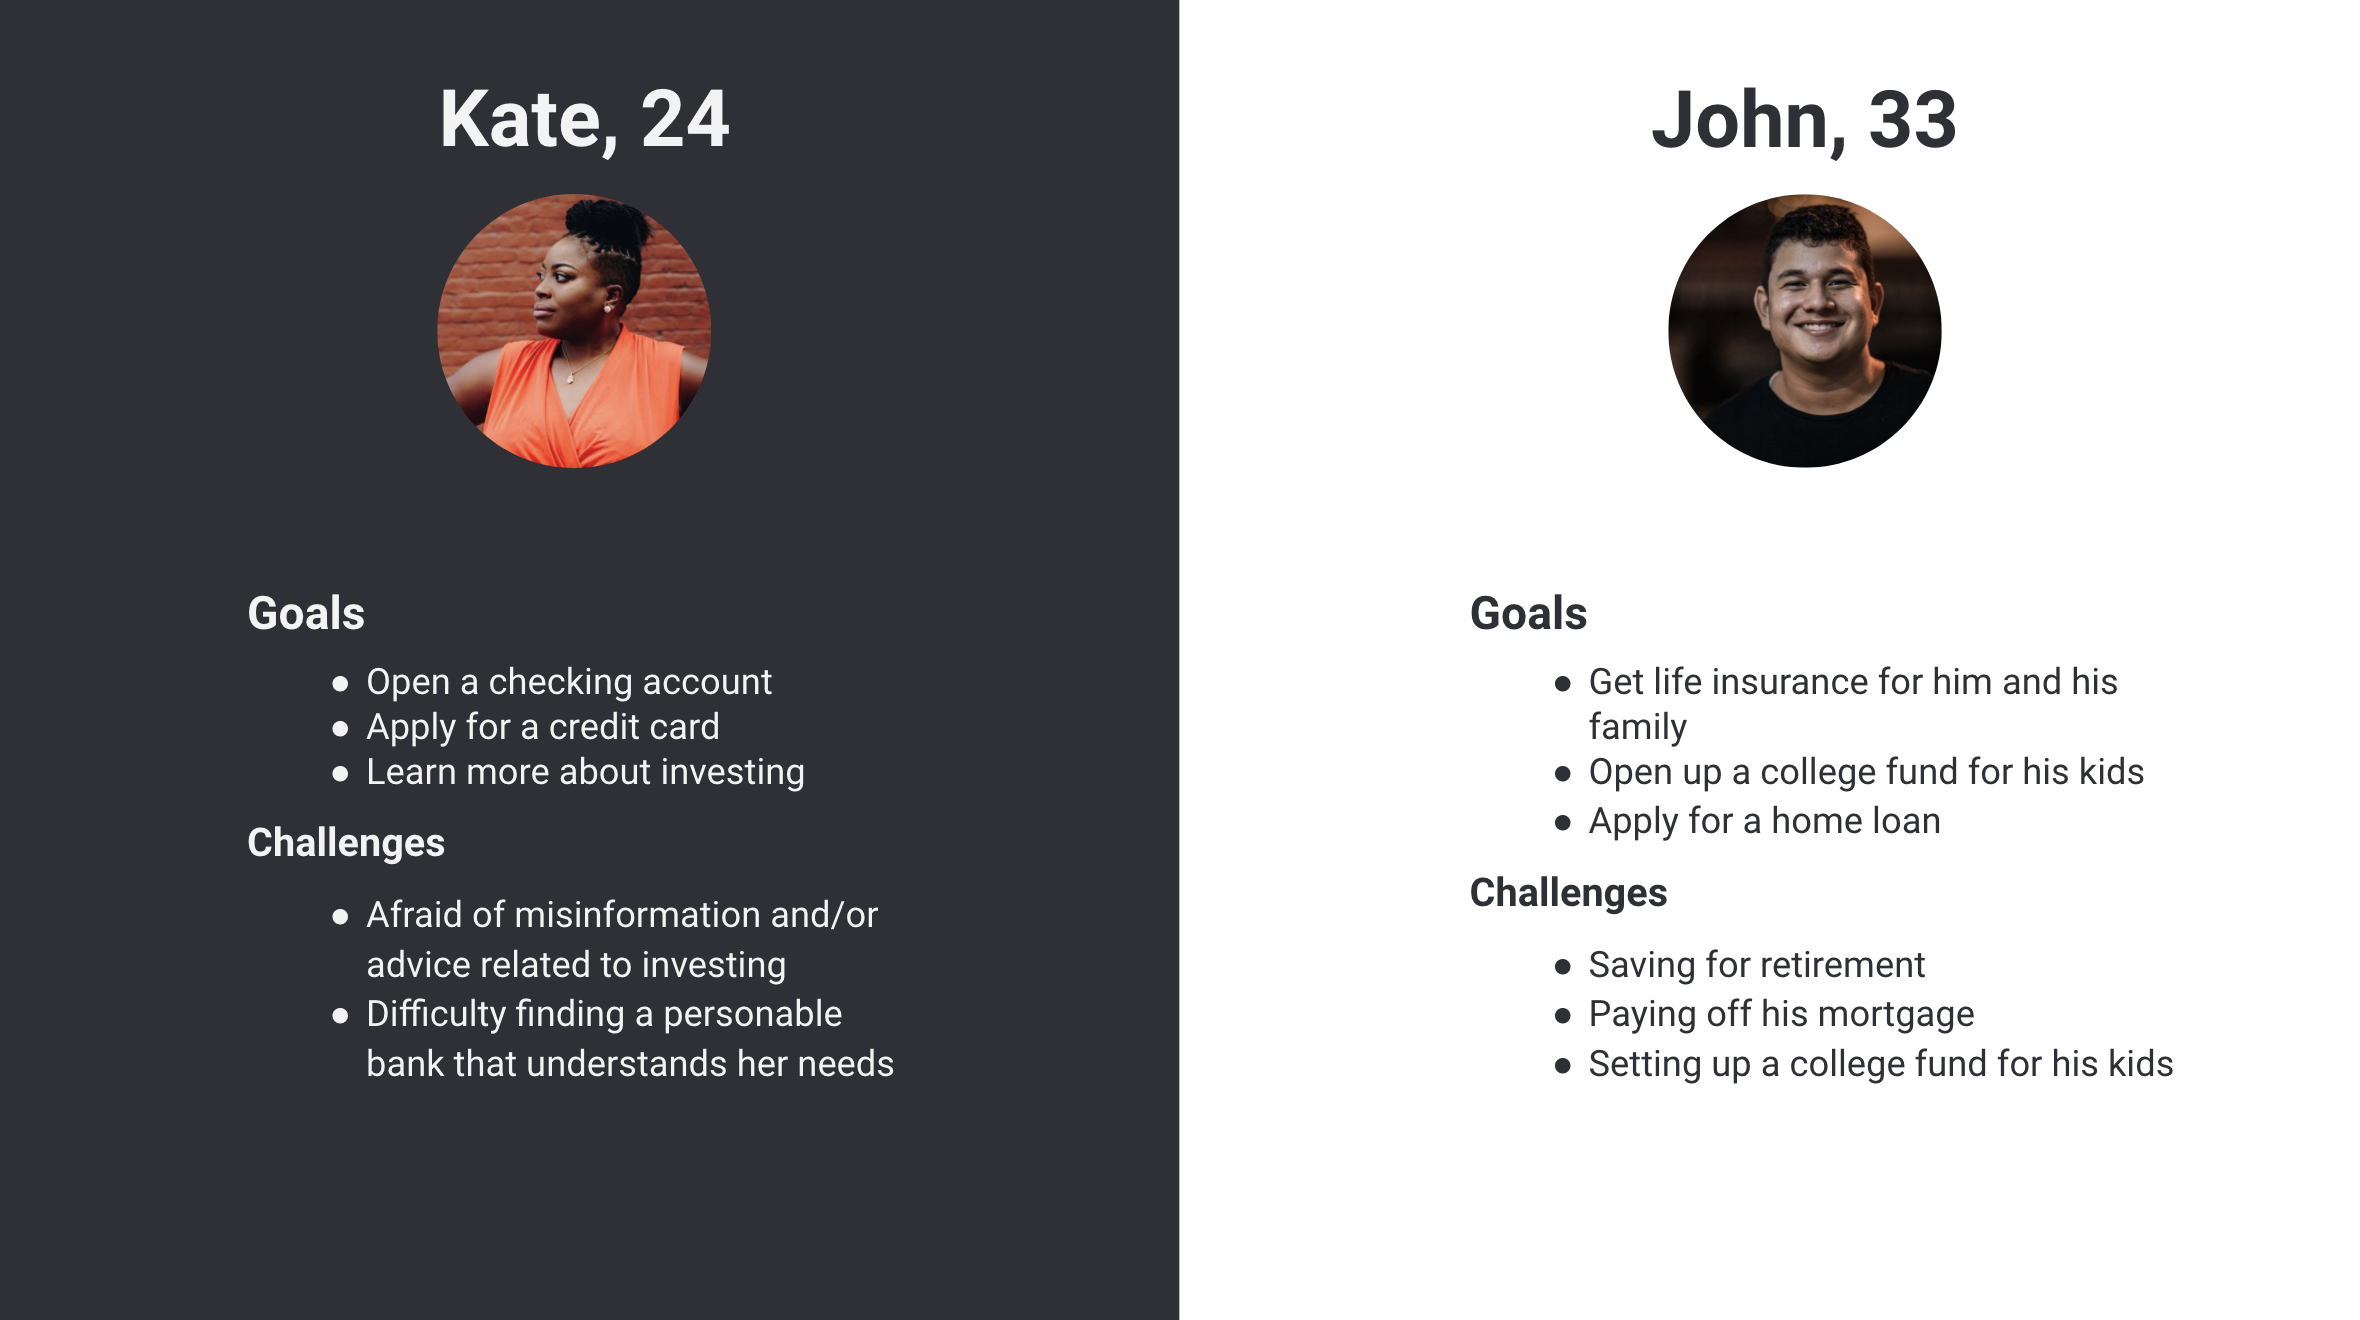 Kate, 24
Goals
● Open a checking account
● Apply for a credit card
● Learn more about investing
Challenges
● Afraid of misinformation and/or
advice related to investing
● Difficulty finding a personable
bank that understands her needs
John, 33
Goals
● Get life insurance for him and his
family
● Open up a college fund for his kids
● Apply for a home loan
Challenges
● Saving for retirement
● Paying off his mortgage
● Setting up a college fund for his kids